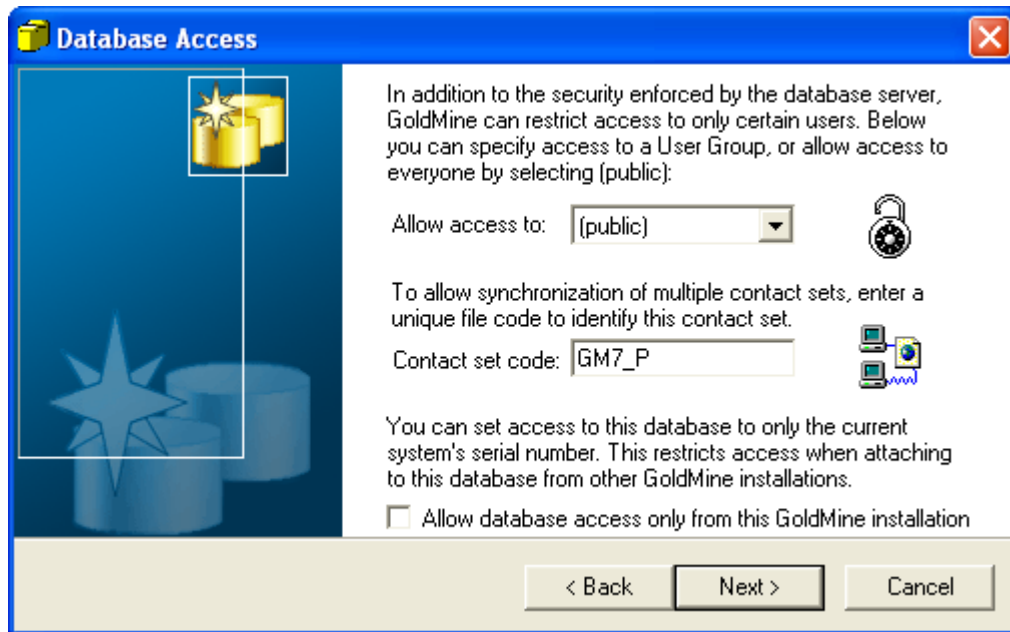 Database Access
In addition to the security enforced by the database server,
GoldMine can restrict access to only certain users. Below
you can specify access to a User Group, or allow access to
everyone by selecting (public):
Allow access to: (public)
To allow synchronization of multiple contact sets, enter a
unique file code to identify this contact set.
Contact set code: GM7_P
You can set access to this database to only the current
system's serial number. This restricts access when attaching
to this database from other GoldMine installations.
Allow database access only from this GoldMine installation
< Back Next > Cancel